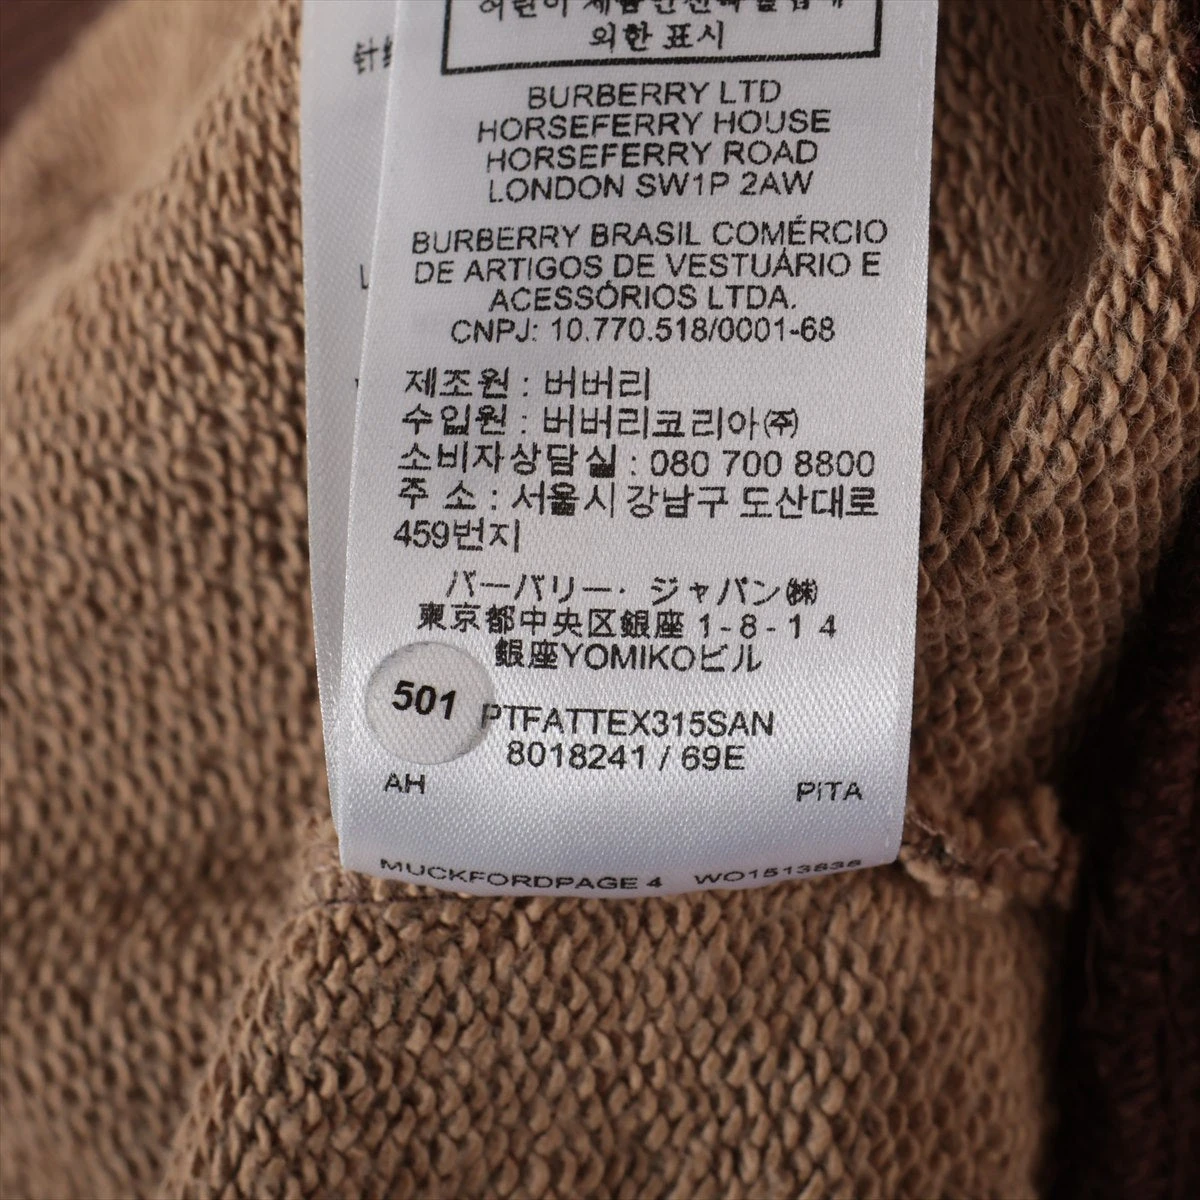 외한 표시
BURBERRY LTD
HORSEFERRY HOUSE
HORSEFERRY ROAD
LONDON SW1P 2AW
BURBERRY BRASIL COMÉRCIO
DE ARTIGOS DE VESTUÁRIO E
ACESSÓRIOS LTDA.
CNPJ: 10.770.518/0001-68
제조원 : 버버리
수입원 : 버버리코리아㈜
소비자상담실 : 080 700 8800
주 소 : 서울시 강남구 도산대로
459번지
バーバリー・ジャパン㈱
東京都中央区銀座 1-8-1 4
銀座YOMIKOビル
501
PTFATTEX315SAN
8018241 / 69E
AH PITA
MUCKFORDPAGE 4 WO1513838